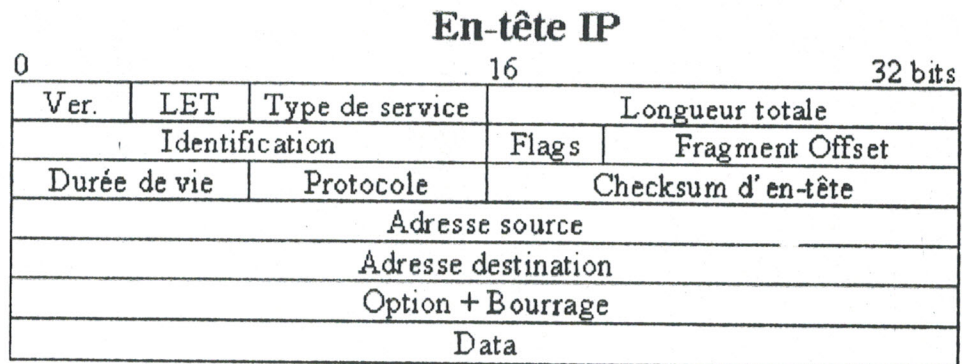 En-tête IP
0 16 32 bits
Ver. LET Type de service Longueur totale
Identification Flags Fragment Offset
Durée de vie Protocole Checksum d'en-tête
Adresse source
Adresse destination
Option + Bourrage
Data